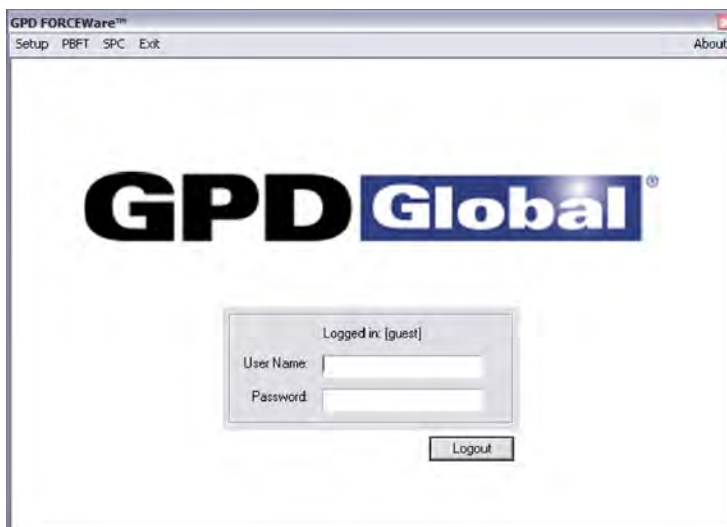 GPD FORCEWare™
Setup PBFT SPC Exit About
GPD Global®
Logged in: [guest]
User Name:
Password:
Logout